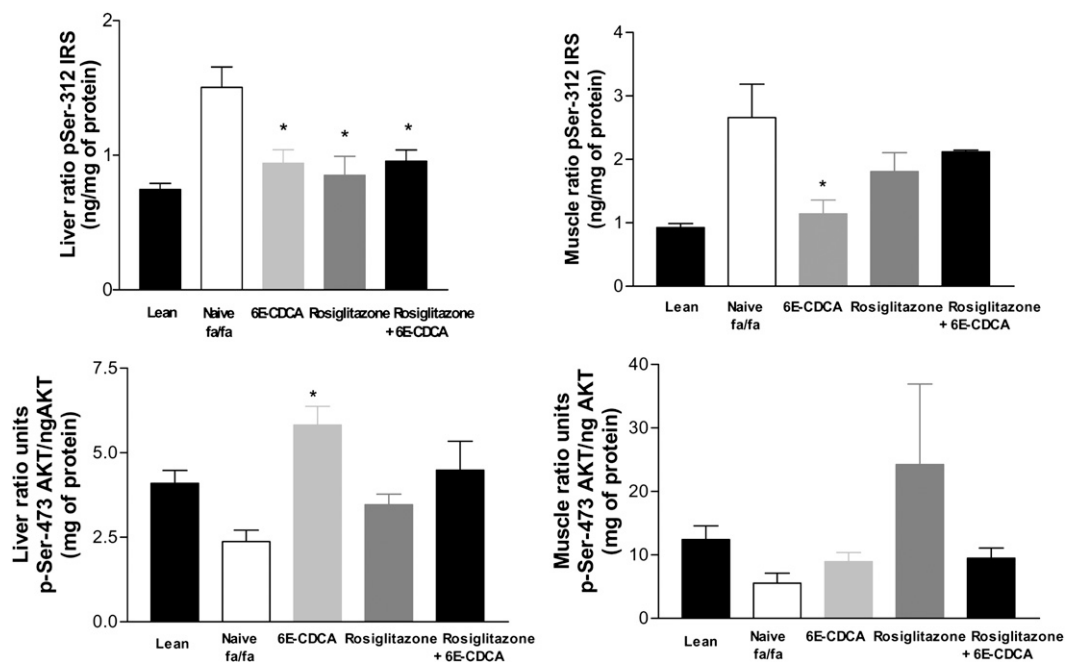 Liver ratio pSer-312 IRS
(ng/mg of protein)
2
1
0
*
*
*
Lean
Naive
fa/fa
6E-CDCA
Rosiglitazone
Rosiglitazone
+ 6E-CDCA
Muscle ratio pSer-312 IRS
(ng/mg of protein)
4
3
2
1
0
*
Lean
Naive
fa/fa
6E-CDCA
Rosiglitazone
Rosiglitazone
+ 6E-CDCA
Liver ratio units
p-Ser-473 AKT/ngAKT
(mg of protein)
7.5
5.0
2.5
0.0
*
Lean
Naive
fa/fa
6E-CDCA
Rosiglitazone
Rosiglitazone
+ 6E-CDCA
Muscle ratio units
p-Ser-473 AKT/ng AKT
(mg of protein)
40
30
20
10
0
Lean
Naive
fa/fa
6E-CDCA
Rosiglitazone
Rosiglitazone
+ 6E-CDCA